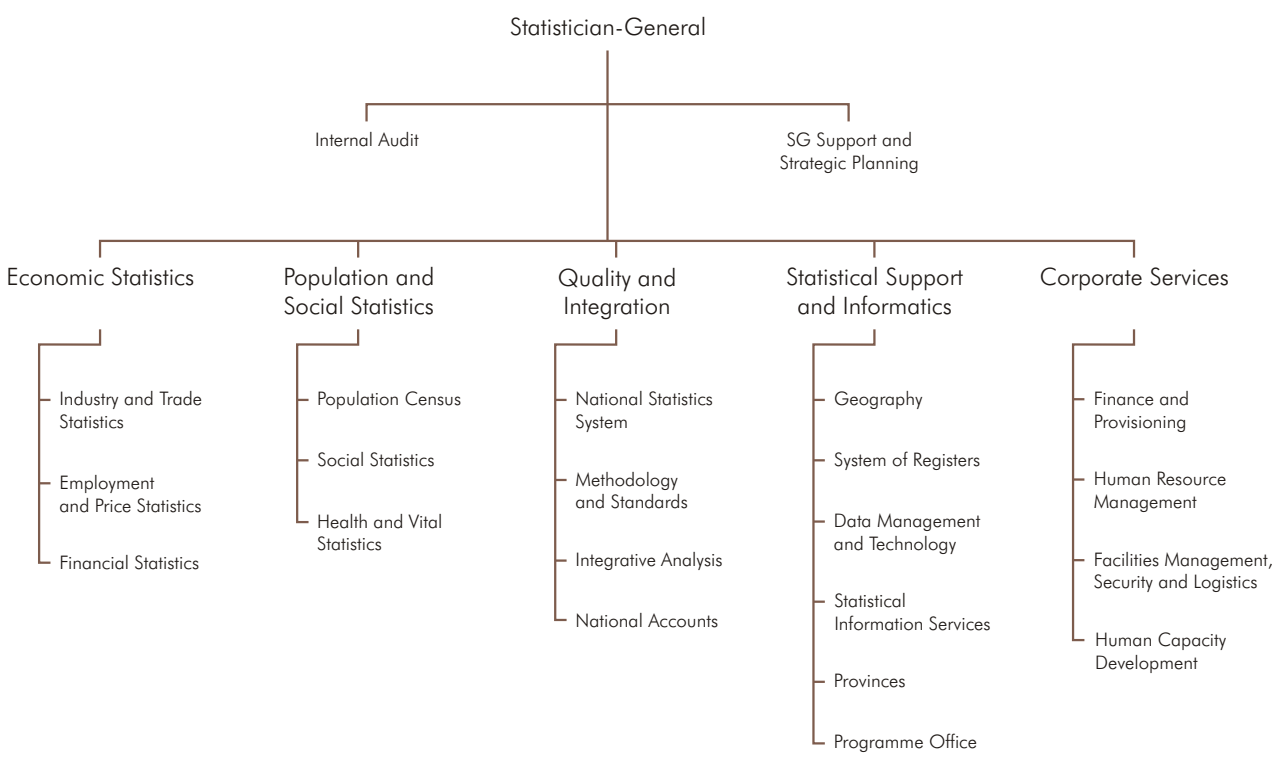 Statistician-General
Internal Audit
SG Support and
Strategic Planning
Economic Statistics
Industry and Trade
Statistics
Employment
and Price Statistics
Financial Statistics
Population and
Social Statistics
Population Census
Social Statistics
Health and Vital
Statistics
Quality and
Integration
National Statistics
System
Methodology
and Standards
Integrative Analysis
National Accounts
Statistical Support
and Informatics
Geography
System of Registers
Data Management
and Technology
Statistical
Information Services
Provinces
Programme Office
Corporate Services
Finance and
Provisioning
Human Resource
Management
Facilities Management,
Security and Logistics
Human Capacity
Development